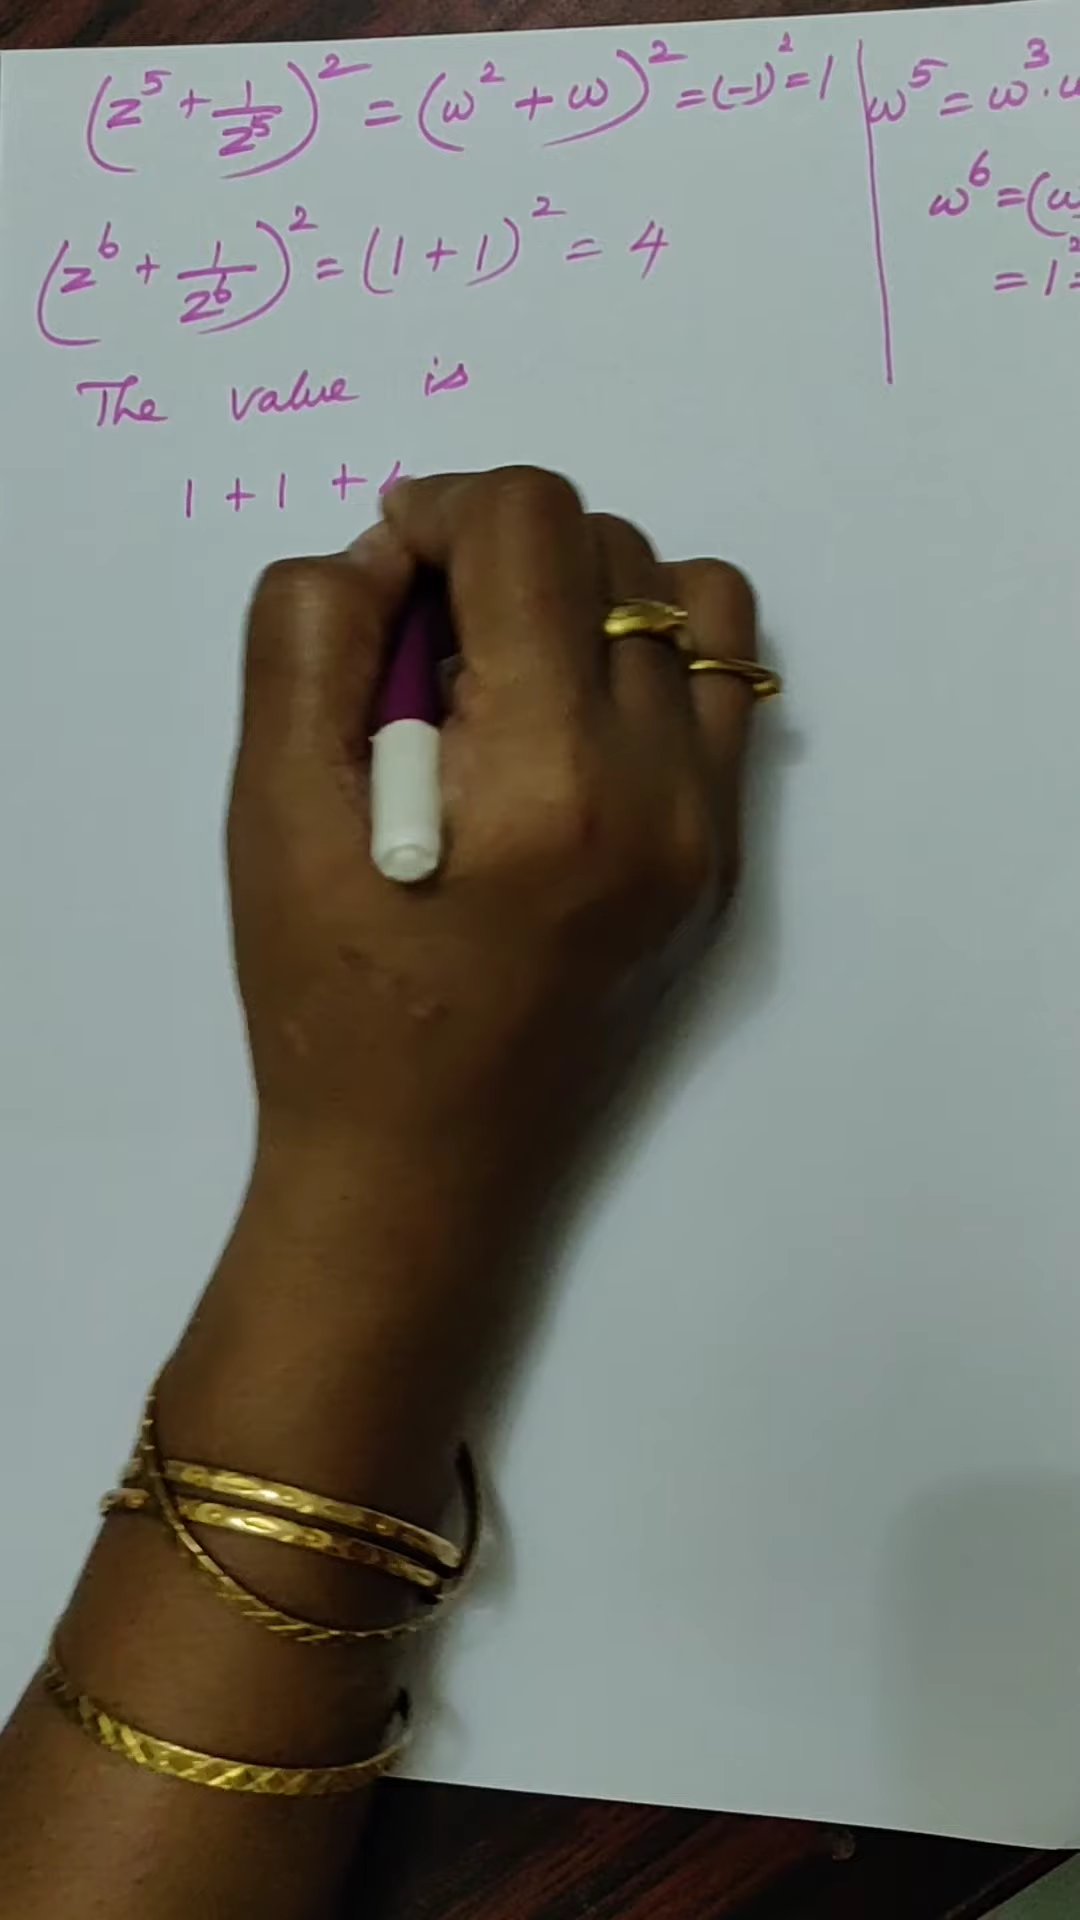 (z⁵ + 1/z⁵)² = (ω² + ω)² = (-1)² = 1
(z⁶ + 1/z⁶)² = (1 + 1)² = 4
The value is
1 + 1 +
ω⁵ = ω³ .
ω⁶ = (ω
= 1² =